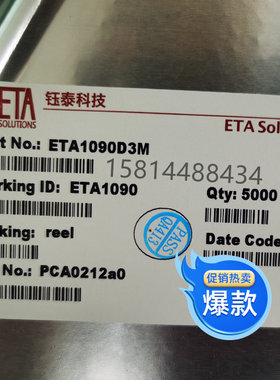 ETA 钰泰科技
SOLUTIONS
ETA Sol
t No.: ETA1090D3M
15814488434
rking ID: ETA1090
Qty: 5000
PASS
QA413
king: reel
Date Code
No.: PCA0212a0
促销热卖
爆款